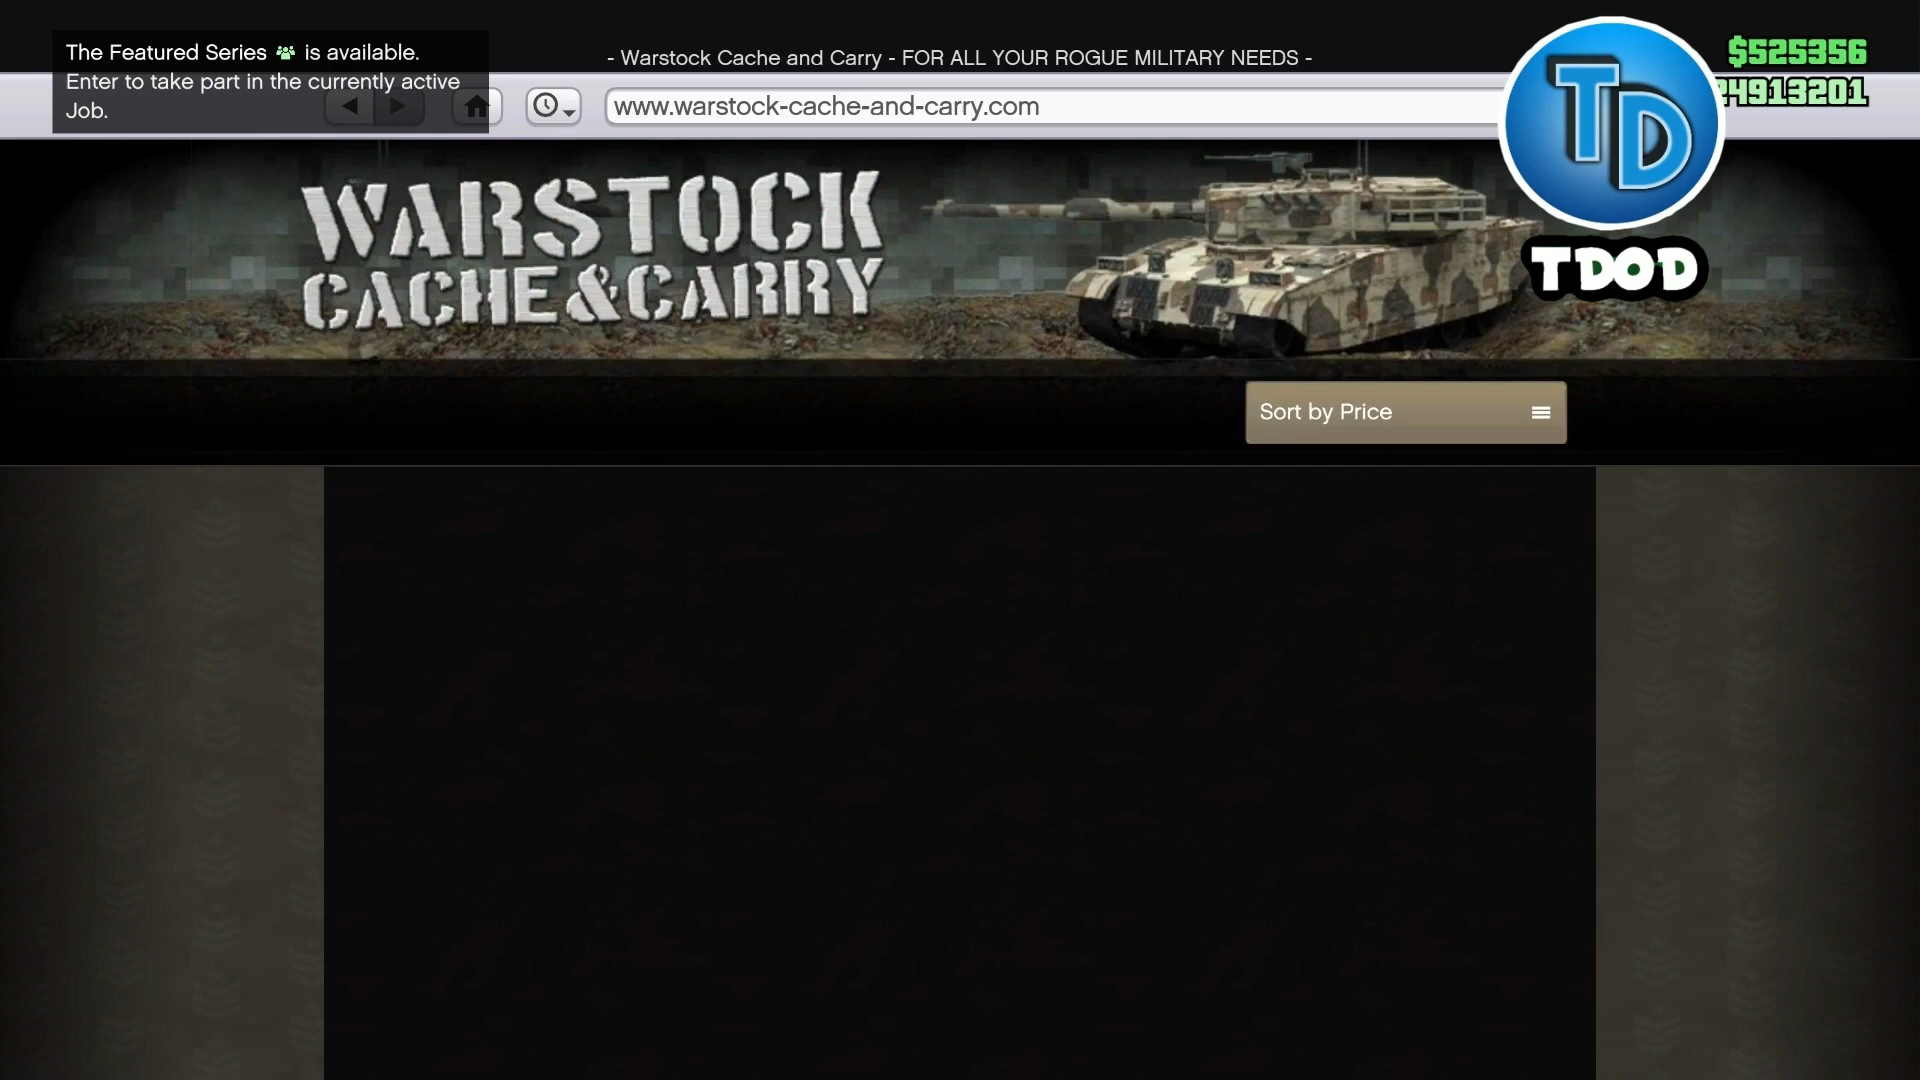 The Featured Series is available.
Enter to take part in the currently active
Job.
- Warstock Cache and Carry - FOR ALL YOUR ROGUE MILITARY NEEDS -
$525356
4913201
www.warstock-cache-and-carry.com
TD
TDOD
WARSTOCK
CACHE & CARRY
Sort by Price